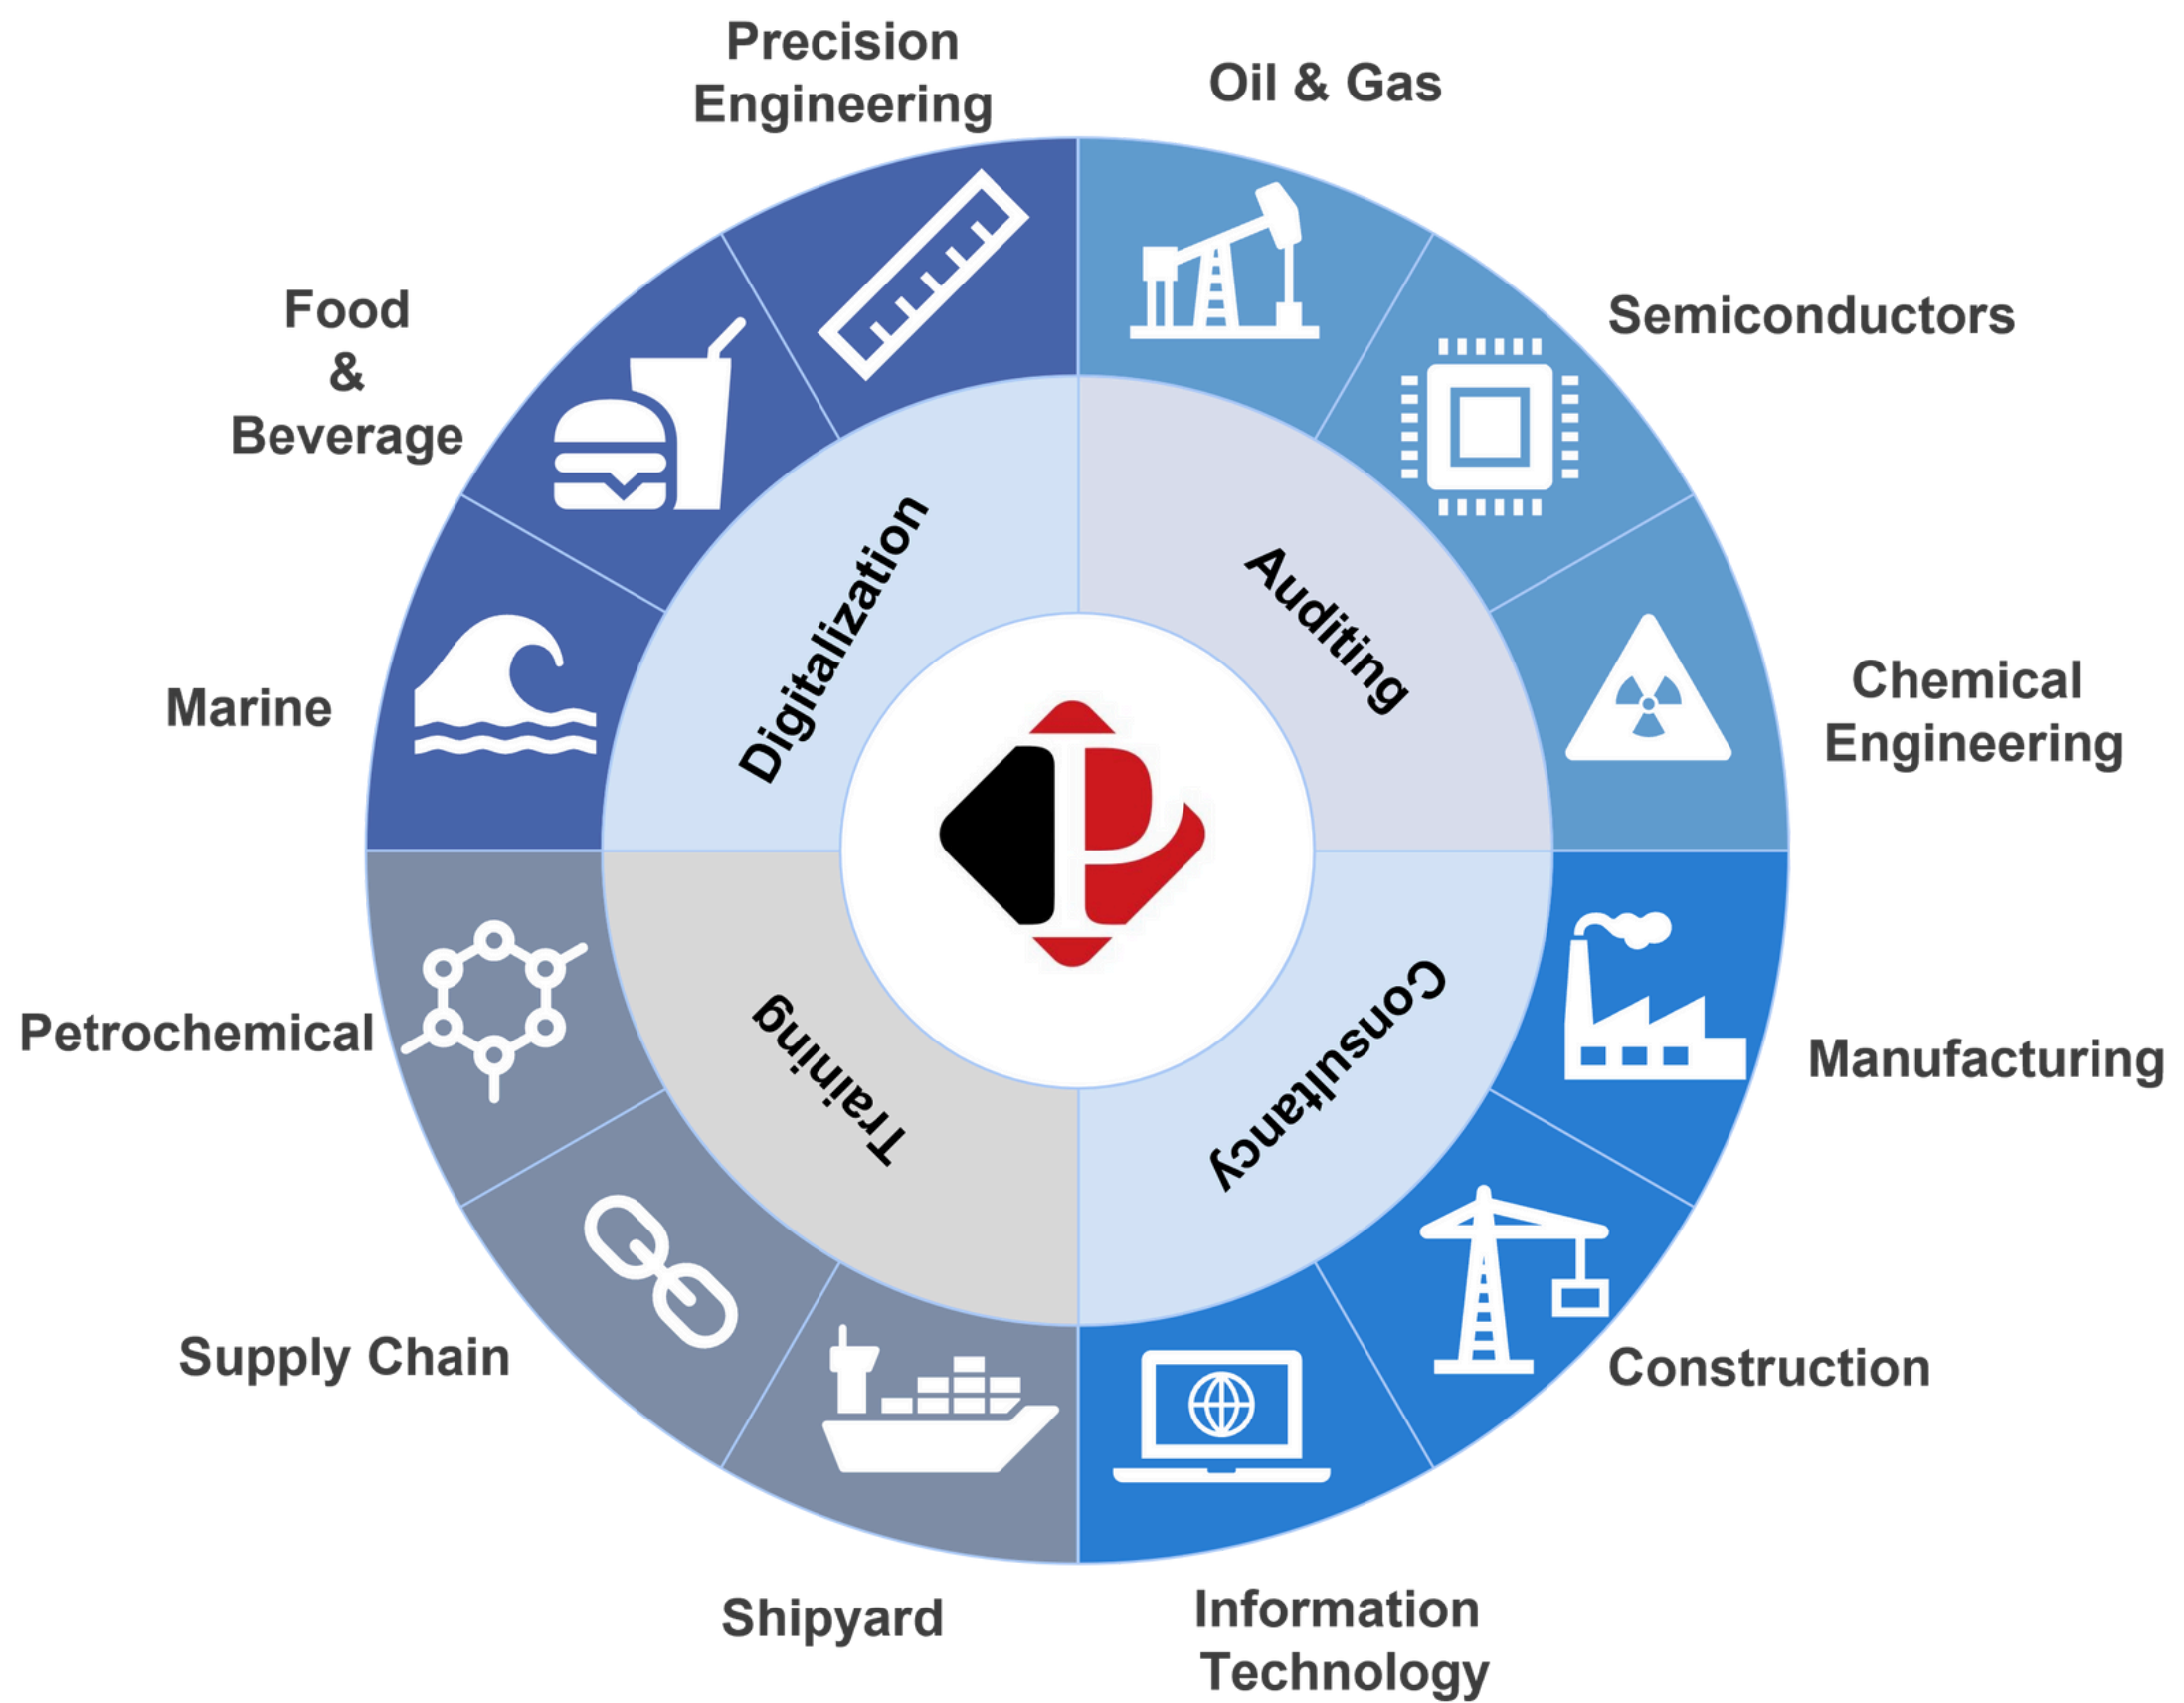 Precision
Engineering
Oil & Gas
Semiconductors
Chemical
Engineering
Manufacturing
Construction
Information
Technology
Shipyard
Supply Chain
Petrochemical
Marine
Food
&
Beverage
Digitalization
Auditing
Consultancy
Training
P